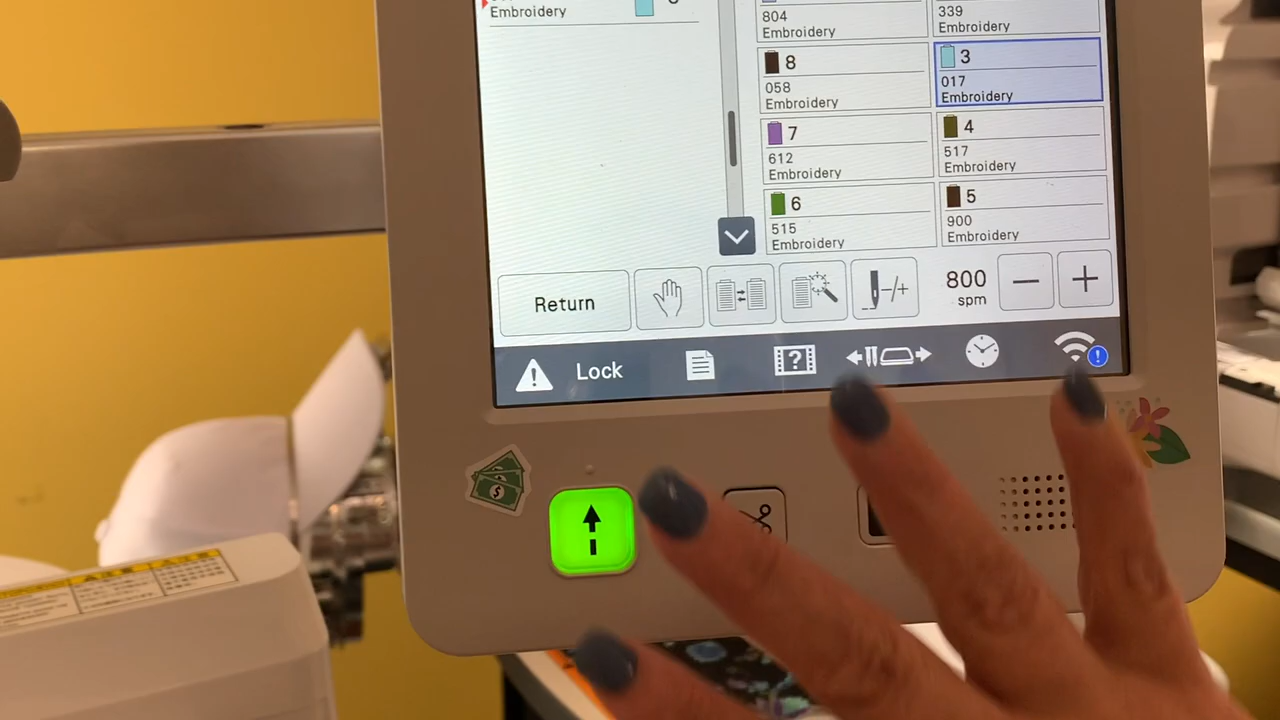 Embroidery
804
Embroidery
339
Embroidery
8
058
Embroidery
3
017
Embroidery
7
612
Embroidery
4
517
Embroidery
6
515
Embroidery
5
900
Embroidery
Return
-/+
800
spm
− +
Lock
?
!
$